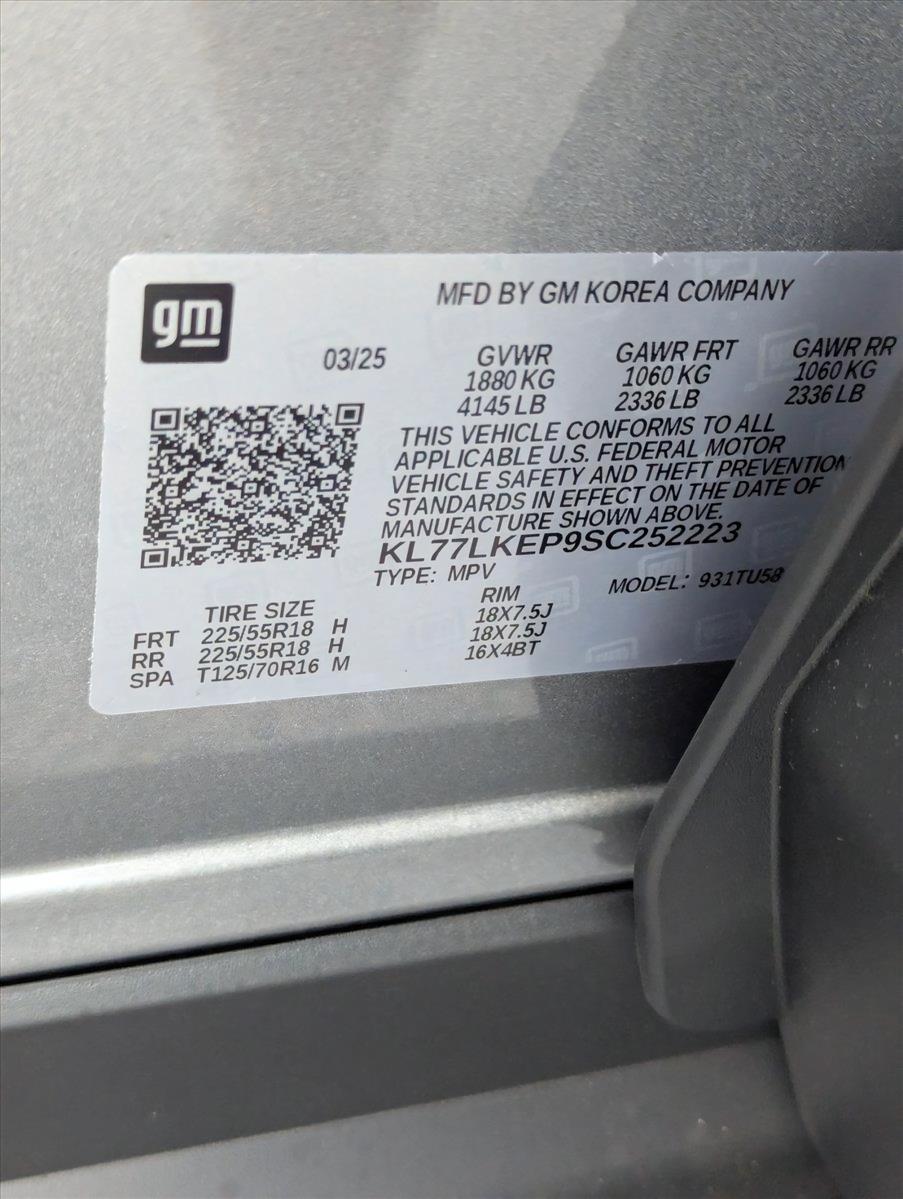 gm
MFD BY GM KOREA COMPANY
03/25
GVWR GAWR FRT GAWR RR
1880 KG 1060 KG 1060 KG
4145 LB 2336 LB 2336 LB
THIS VEHICLE CONFORMS TO ALL
APPLICABLE U.S. FEDERAL MOTOR
VEHICLE SAFETY AND THEFT PREVENTION
STANDARDS IN EFFECT ON THE DATE OF
MANUFACTURE SHOWN ABOVE.
KL77LKEP9SC252223
TYPE: MPV MODEL: 931TU58
TIRE SIZE RIM
FRT 225/55R18 H 18X7.5J
RR 225/55R18 H 18X7.5J
SPA T125/70R16 M 16X4BT